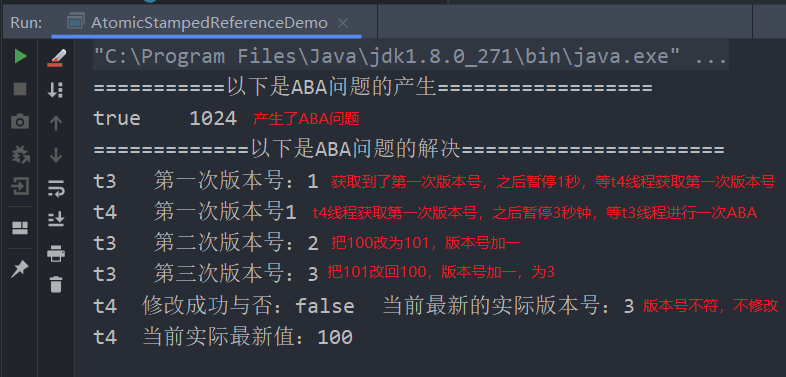 Run: AtomicStampedReferenceDemo ×
"C:\Program Files\Java\jdk1.8.0_271\bin\java.exe" ...
===========以下是ABA问题的产生==================
true 1024 产生了ABA问题
=============以下是ABA问题的解决======================
t3 第一次版本号：1 获取到了第一次版本号，之后暂停1秒，等t4线程获取第一次版本号
t4 第一次版本号1 t4线程获取第一次版本号，之后暂停3秒钟，等t3线程进行一次ABA
t3 第二次版本号：2 把100改为101，版本号加一
t3 第三次版本号：3 把101改回100，版本号加一，为3
t4 修改成功与否：false 当前最新的实际版本号：3 版本号不符，不修改
t4 当前实际最新值：100